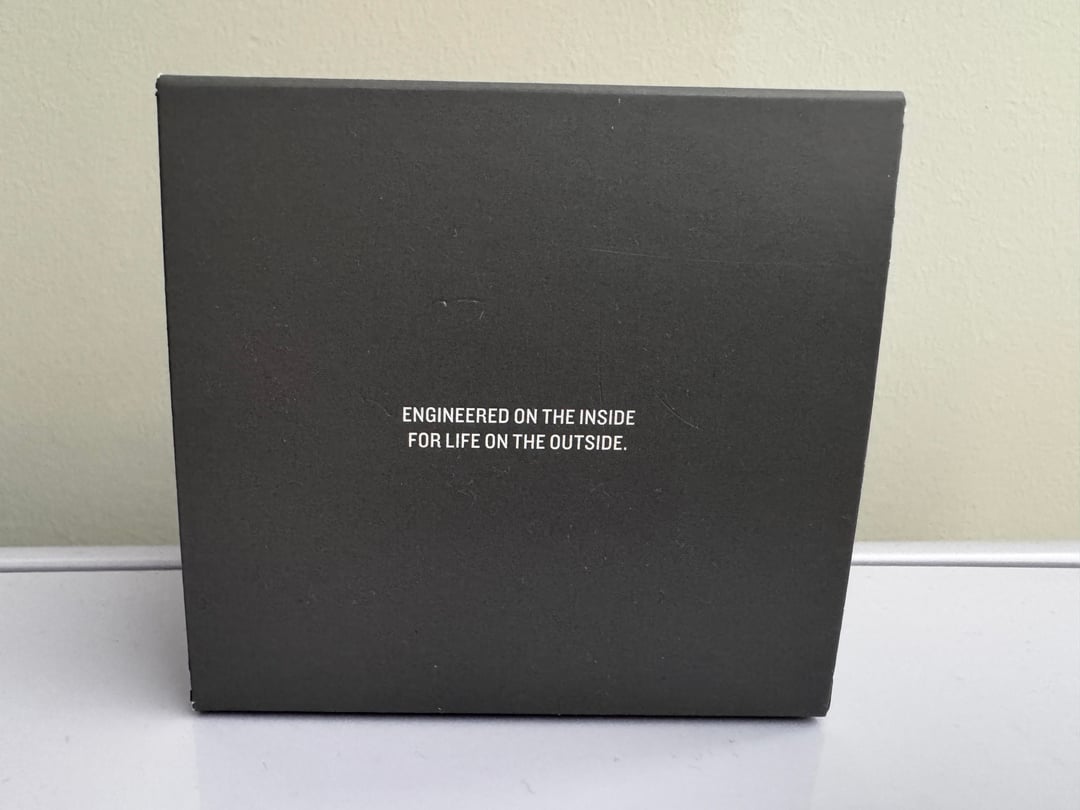 ENGINEERED ON THE INSIDE
FOR LIFE ON THE OUTSIDE.